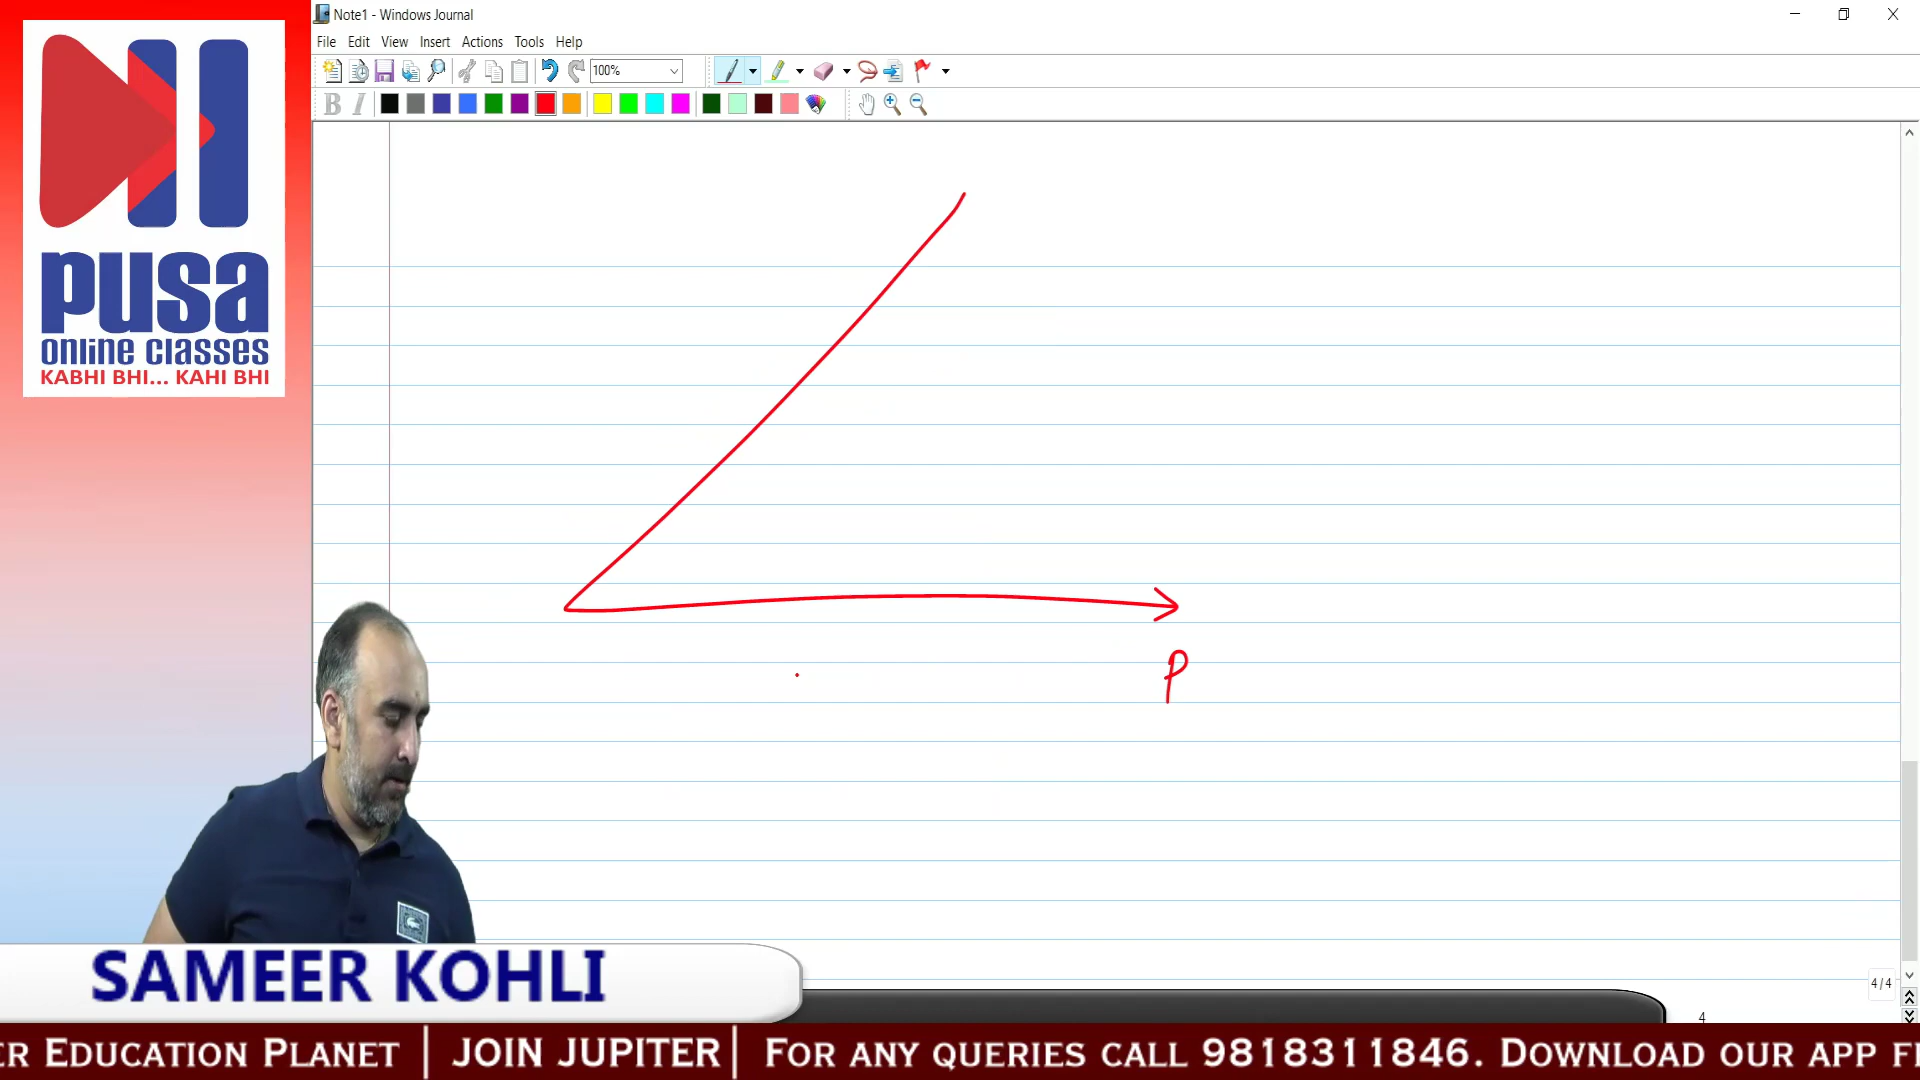 Note1 - Windows Journal
File Edit View Insert Actions Tools Help
100%
B I
PUSA
ONLINE CLASSES
KABHI BHI... KAHI BHI
P
SAMEER KOHLI
4/4
4
ER EDUCATION PLANET | JOIN JUPITER | FOR ANY QUERIES CALL 9818311846. DOWNLOAD OUR APP F